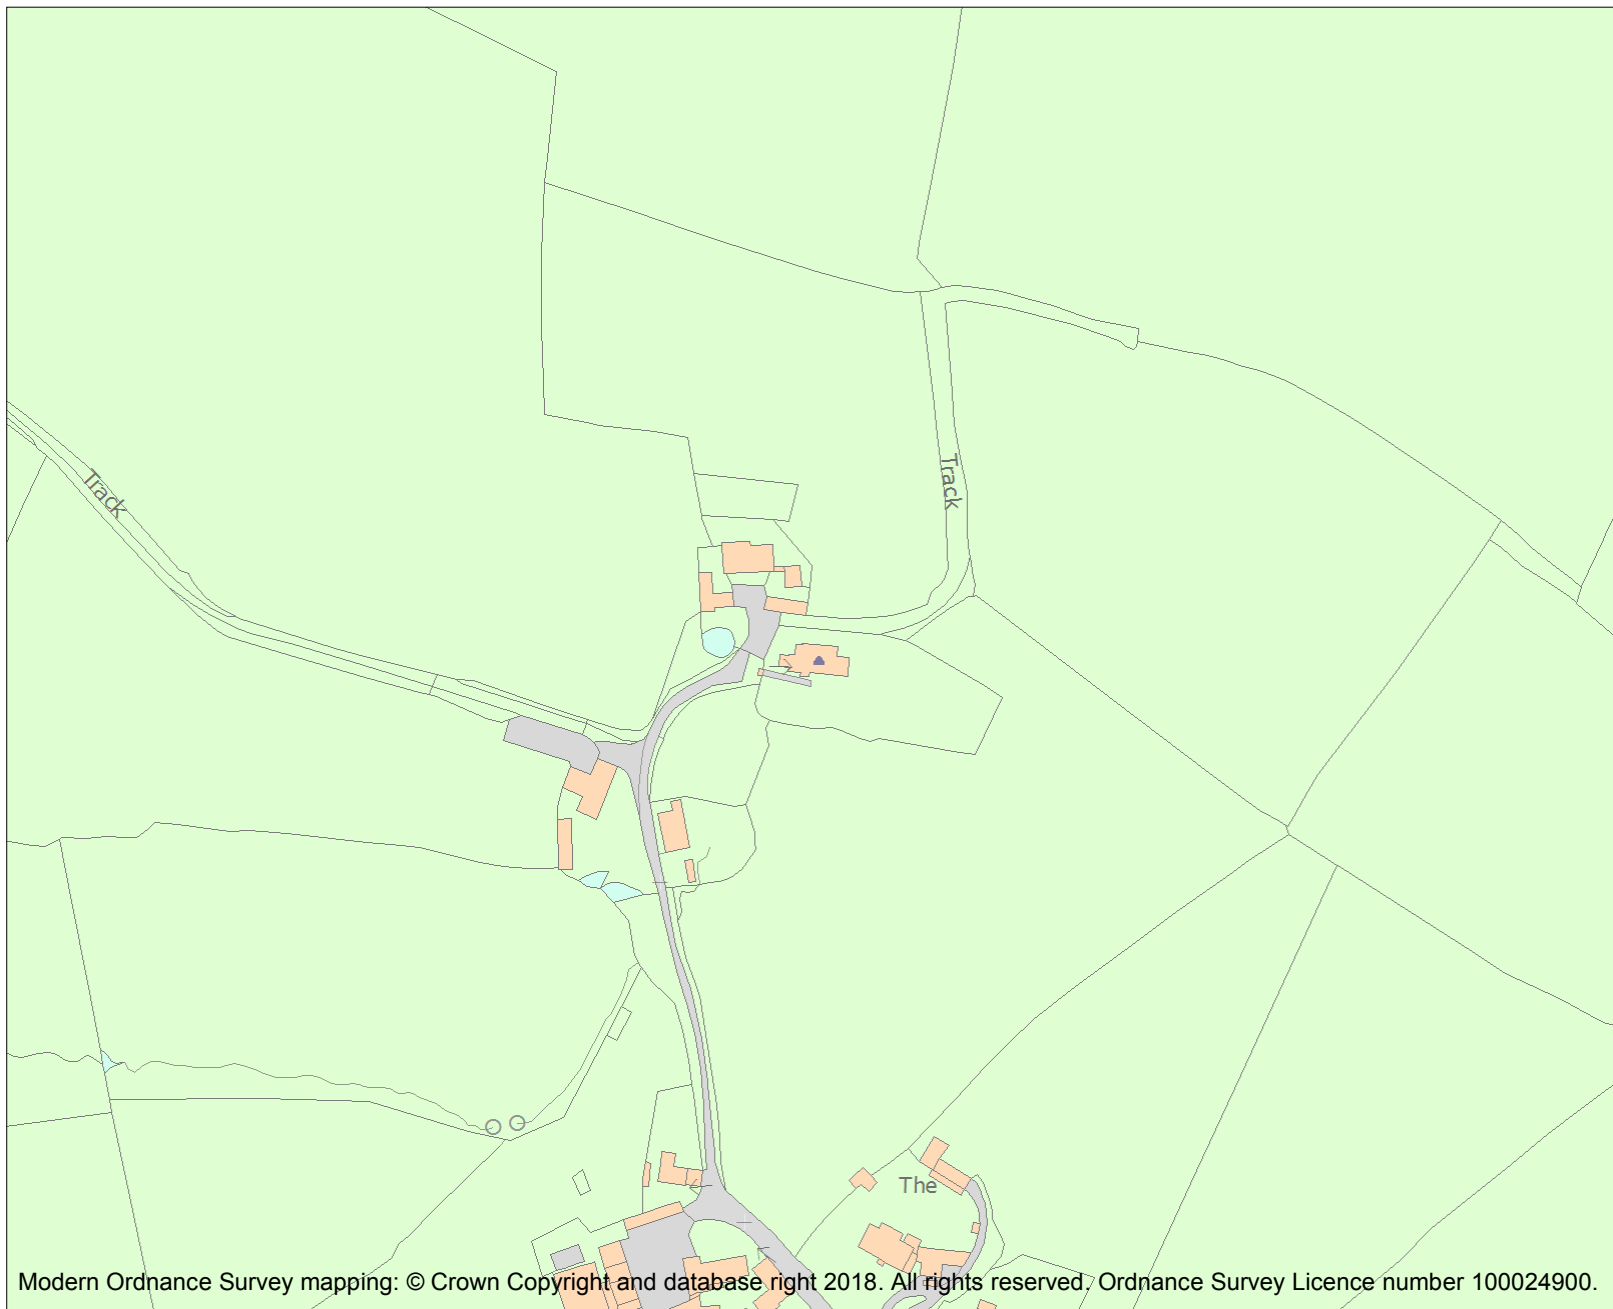 Track
Track
The
Modern Ordnance Survey mapping: © Crown Copyright and database right 2018. All rights reserved. Ordnance Survey Licence number 100024900.